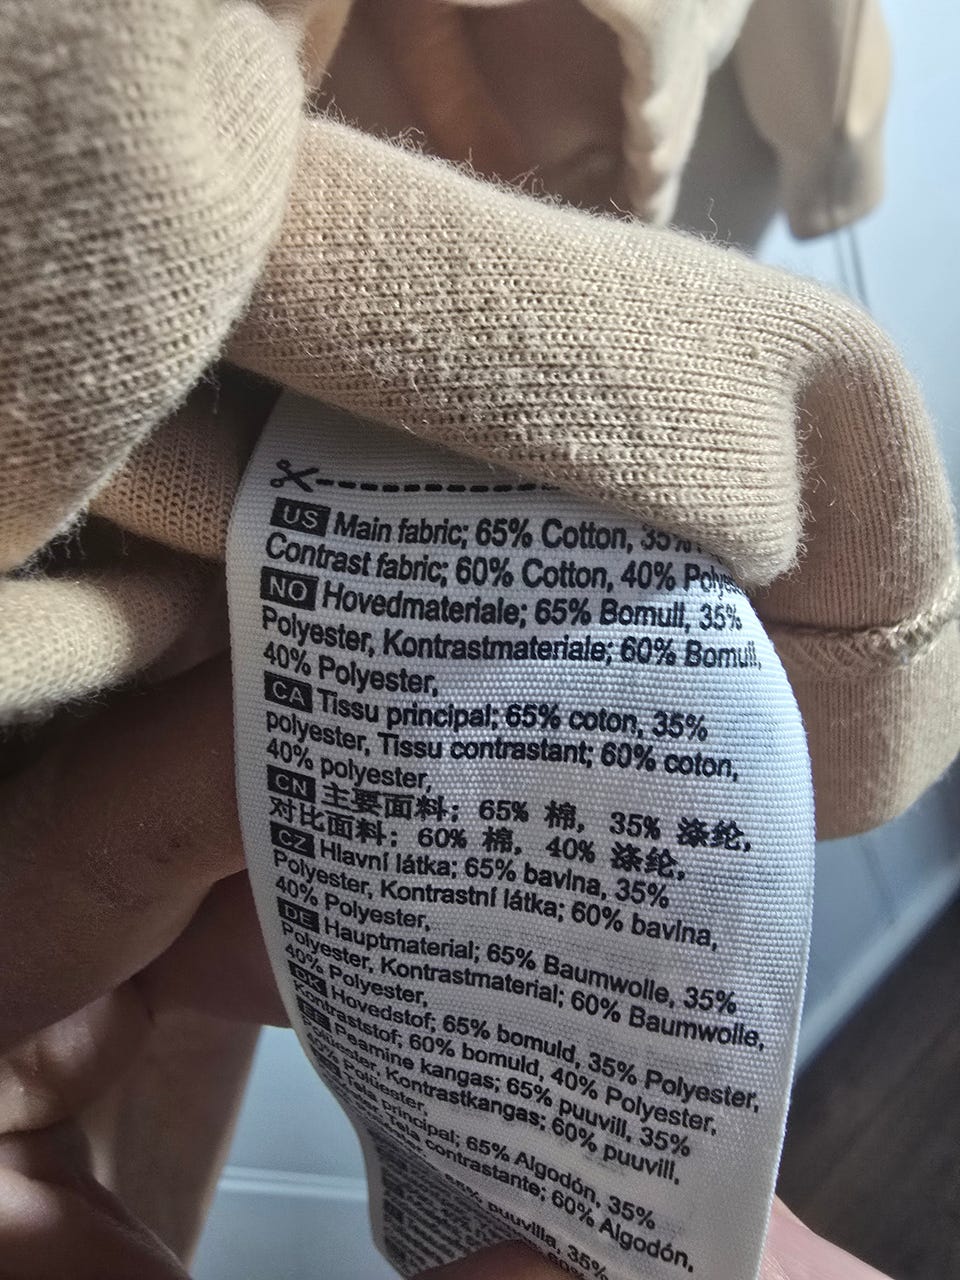 US Main fabric; 65% Cotton, 35%
Contrast fabric; 60% Cotton, 40%
NO Hovedmateriale; 65% Bomull, 35%
Polyester, Kontrastmateriale; 60% Bomull,
40% Polyester,
CA Tissu principal; 65% coton, 35%
polyester, Tissu contrastant; 60% coton,
40% polyester,
CN 主要面料; 65% 棉, 35% 涤纶,
对比面料; 60% 棉, 40% 涤纶,
CZ Hlavní látka; 65% bavlna, 35%
Polyester, Kontrastní látka; 60% bavlna,
40% Polyester,
DE Hauptmaterial; 65% Baumwolle, 35%
Polyester, Kontrastmaterial; 60% Baumwolle,
40% Polyester,
DK Hovedstof; 65% bomuld, 35% Polyester,
Kontraststof; 60% bomuld, 40% Polyester,
EE Peamine kangas; 65% puuvill, 35%
Polüester, Kontrastkangas; 60% puuvill,
40% Polüester,
Tela principal; 65% Algodón, 35%
Tela contrastante; 60% Algodón,
puuvilla, 35%
60%